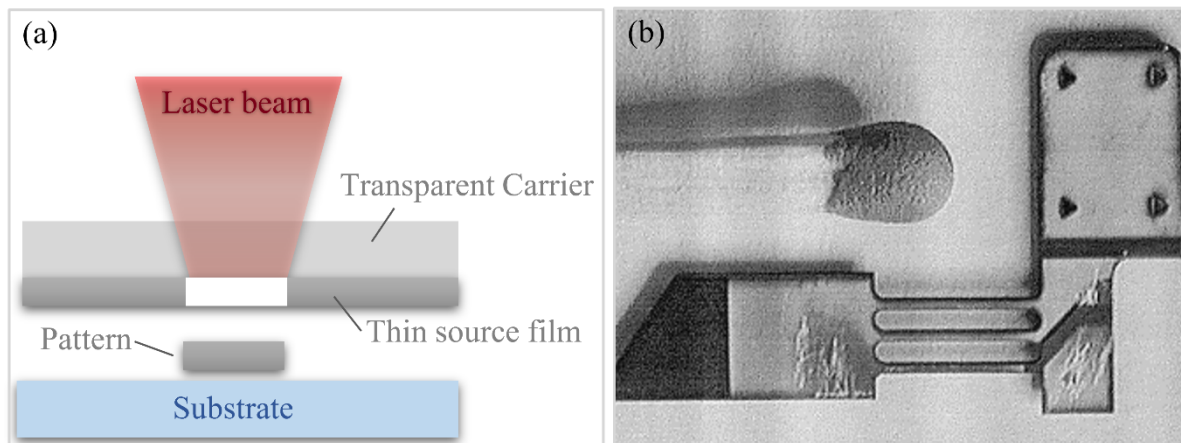 (a)
Laser beam
Transparent Carrier
Thin source film
Pattern
Substrate
(b)